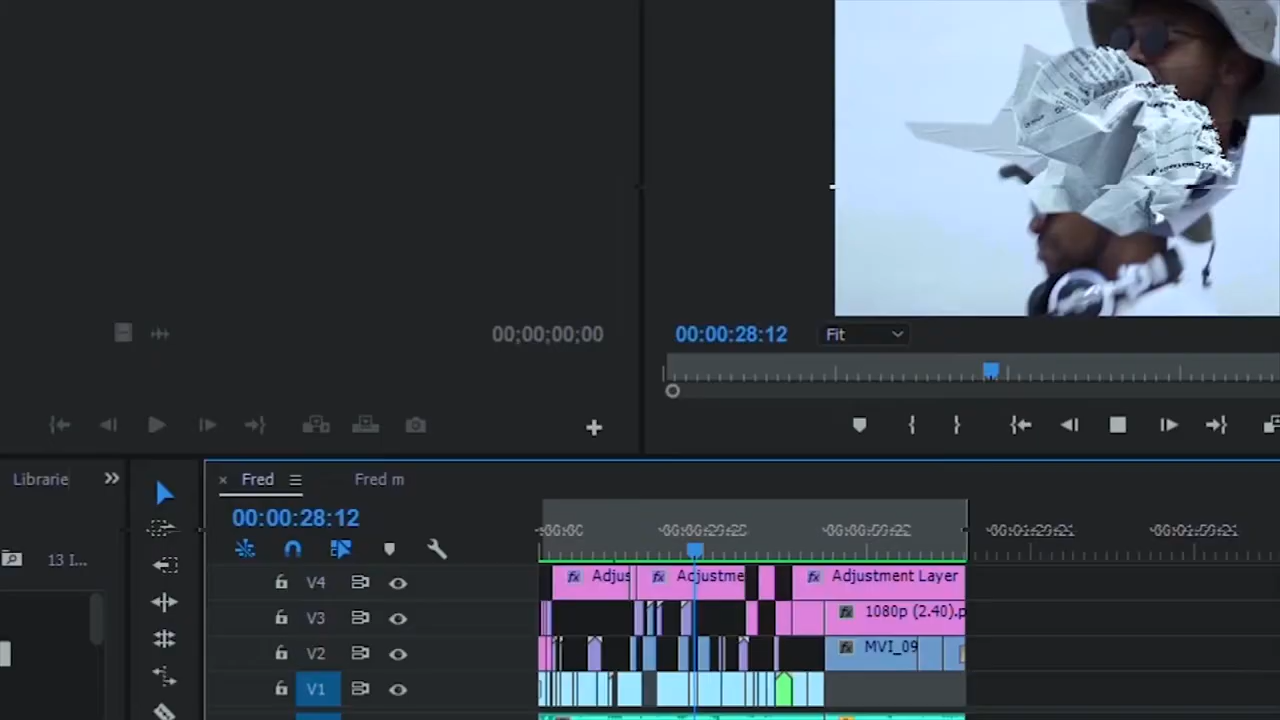 00;00;00;00
00:00:28:12
Fit
Librarie
Fred
Fred m
00:00:28:12
13 I...
V4
Adjus
Adjustme
Adjustment Layer
V3
1080p (2.40).p
V2
MVI_09
V1